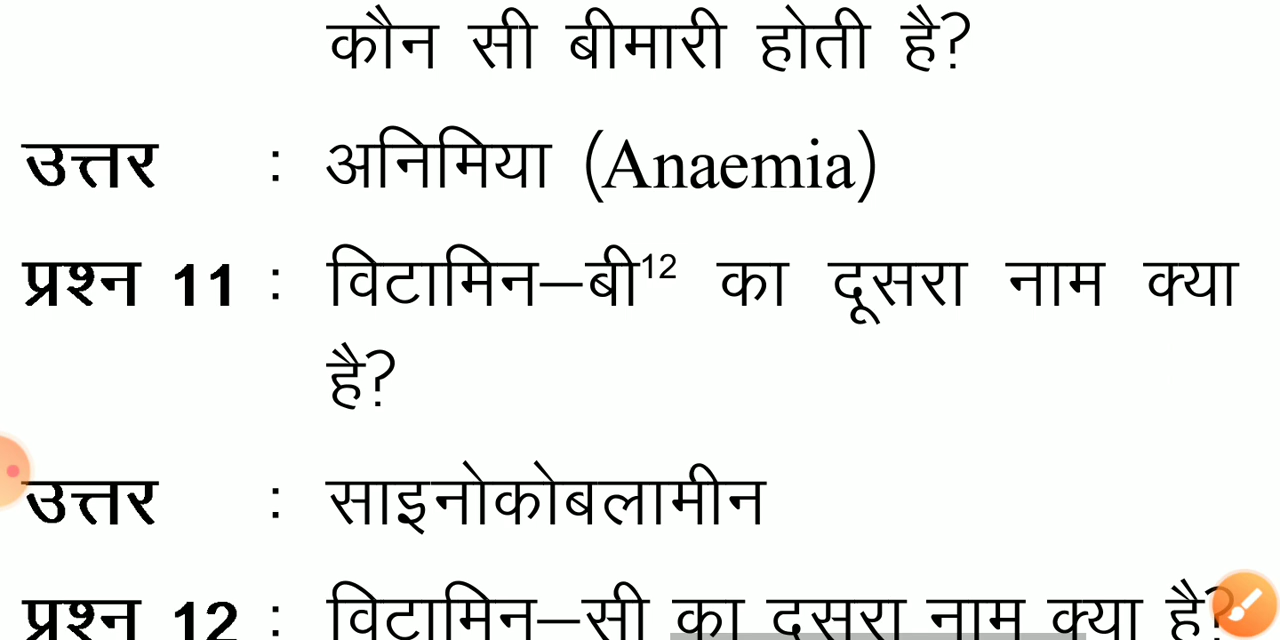 कौन सी बीमारी होती है?
उत्तर : अनिमिया (Anaemia)
प्रश्न 11 : विटामिन–बी¹² का दूसरा नाम क्या
है?
उत्तर : साइनोकोबलामीन
प्रश्न 12 : विटामिन–सी का दूसरा नाम क्या है?